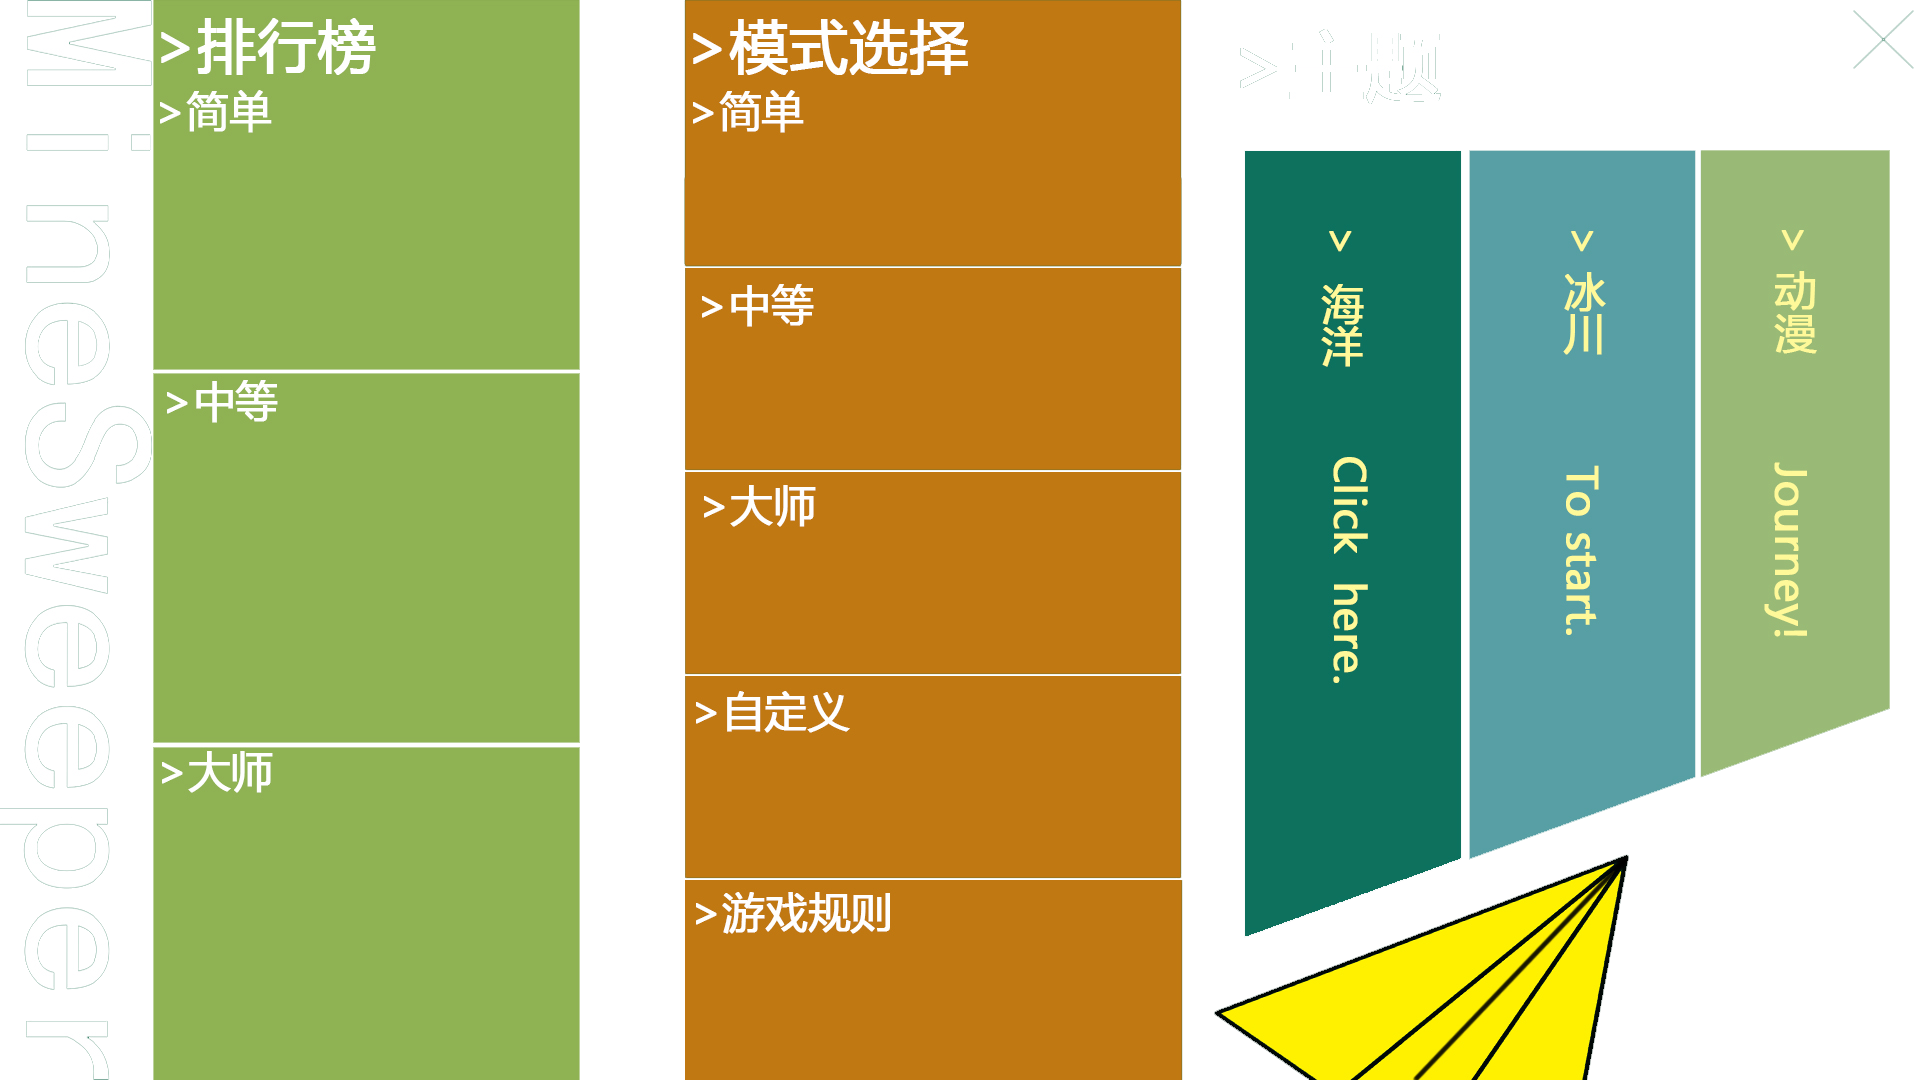 MineSweeper
>排行榜
>简单
>中等
>大师
>模式选择
>简单
>中等
>大师
>自定义
>游戏规则
>主题
> 海洋 Click here.
> 冰川 To start.
> 动漫 Journey!